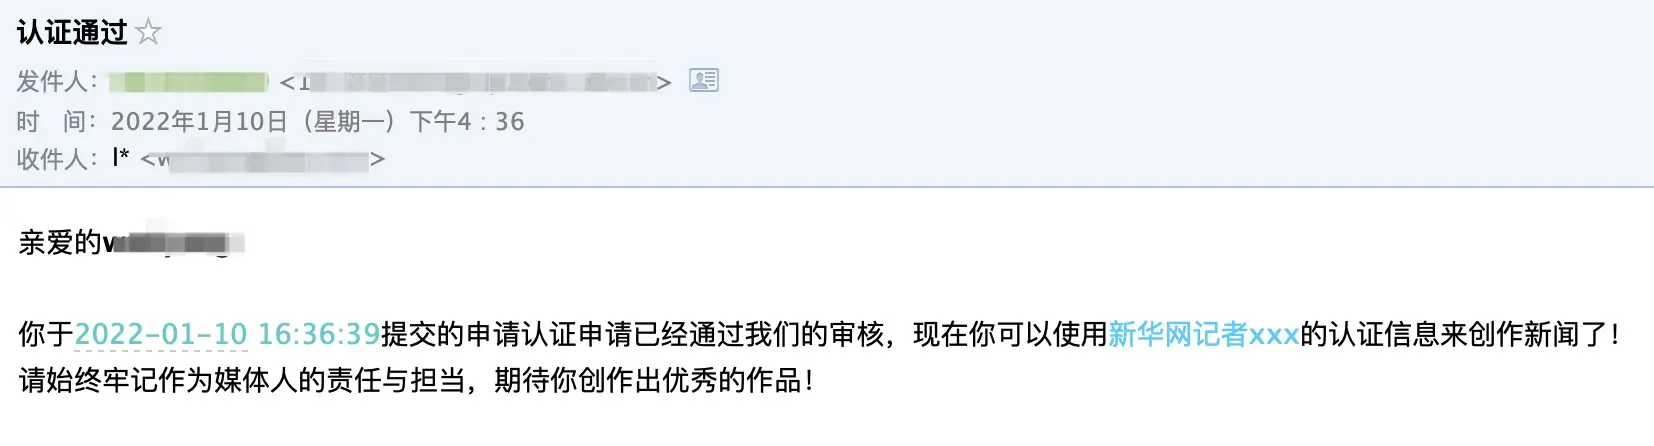 认证通过
发件人：
时 间：2022年1月10日（星期一）下午4：36
收件人：l* <w >
亲爱的w
你于2022-01-10 16:36:39提交的申请认证申请已经通过我们的审核，现在你可以使用新华网记者xxx的认证信息来创作新闻了！
请始终牢记作为媒体人的责任与担当，期待你创作出优秀的作品！